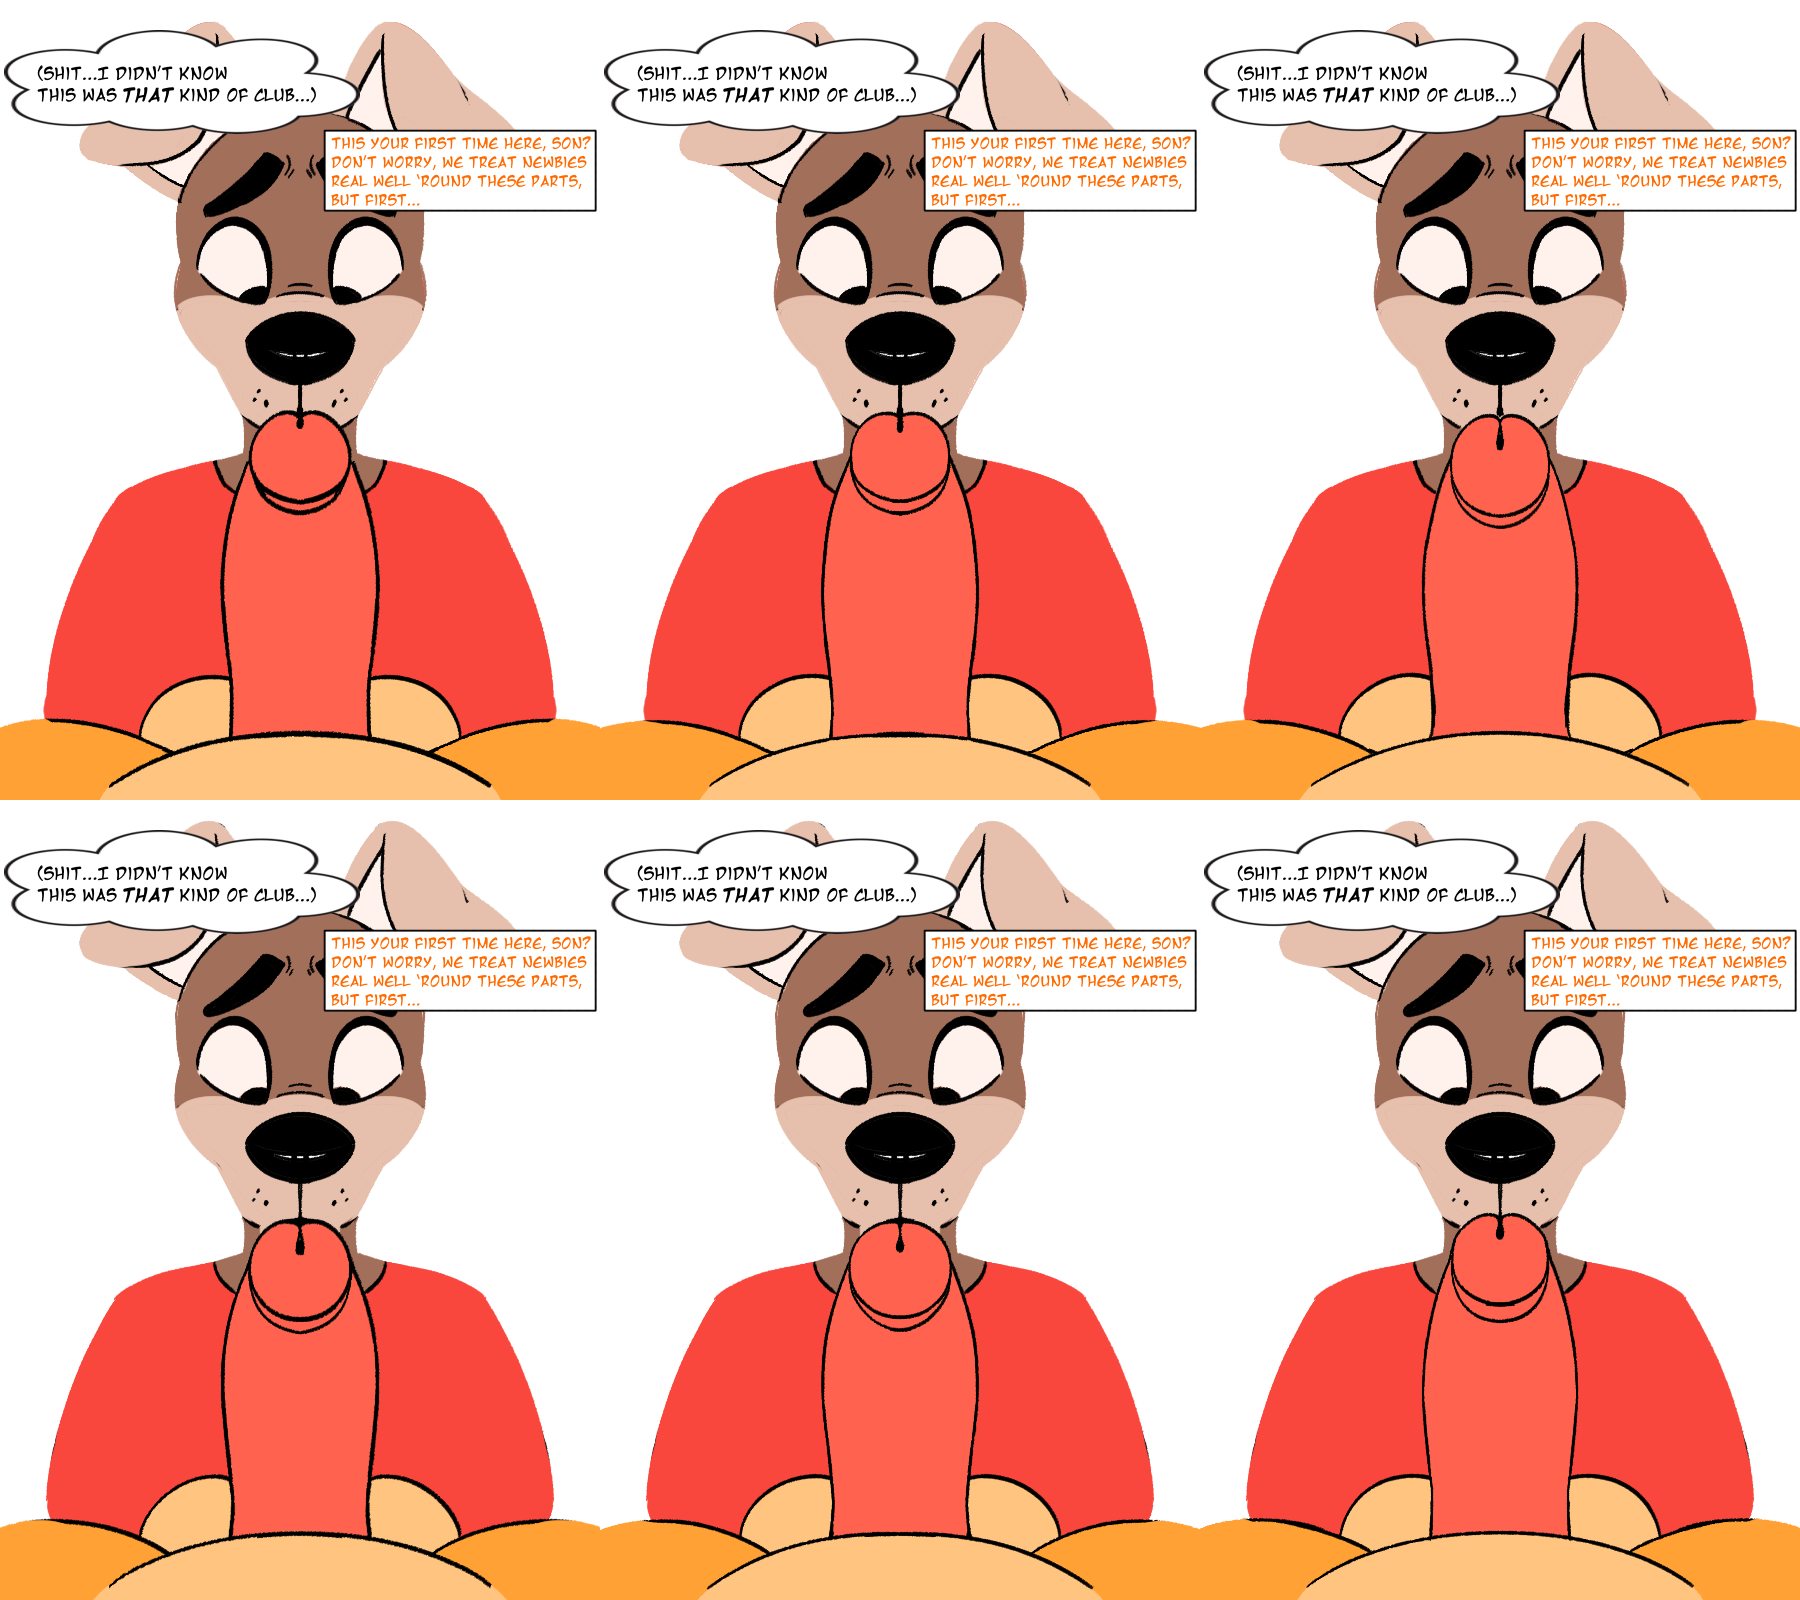 (SHIT...I DIDN'T KNOW
THIS WAS THAT KIND OF CLUB...)
THIS YOUR FIRST TIME HERE, SON?
DON'T WORRY, WE TREAT NEWBIES
REAL WELL 'ROUND THESE PARTS,
BUT FIRST...
(SHIT...I DIDN'T KNOW
THIS WAS THAT KIND OF CLUB...)
THIS YOUR FIRST TIME HERE, SON?
DON'T WORRY, WE TREAT NEWBIES
REAL WELL 'ROUND THESE PARTS,
BUT FIRST...
(SHIT...I DIDN'T KNOW
THIS WAS THAT KIND OF CLUB...)
THIS YOUR FIRST TIME HERE, SON?
DON'T WORRY, WE TREAT NEWBIES
REAL WELL 'ROUND THESE PARTS,
BUT FIRST...
(SHIT...I DIDN'T KNOW
THIS WAS THAT KIND OF CLUB...)
THIS YOUR FIRST TIME HERE, SON?
DON'T WORRY, WE TREAT NEWBIES
REAL WELL 'ROUND THESE PARTS,
BUT FIRST...
(SHIT...I DIDN'T KNOW
THIS WAS THAT KIND OF CLUB...)
THIS YOUR FIRST TIME HERE, SON?
DON'T WORRY, WE TREAT NEWBIES
REAL WELL 'ROUND THESE PARTS,
BUT FIRST...
(SHIT...I DIDN'T KNOW
THIS WAS THAT KIND OF CLUB...)
THIS YOUR FIRST TIME HERE, SON?
DON'T WORRY, WE TREAT NEWBIES
REAL WELL 'ROUND THESE PARTS,
BUT FIRST...